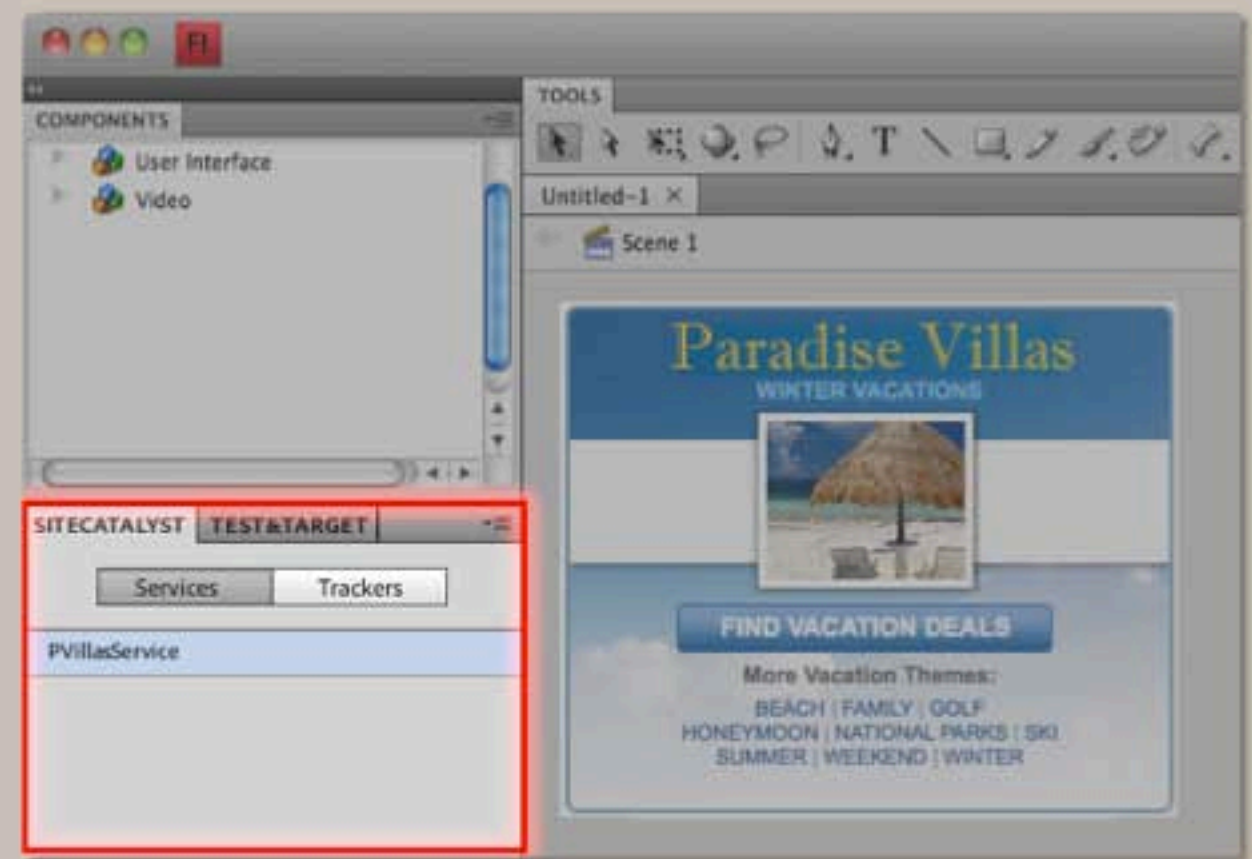 FL
COMPONENTS
User Interface
Video
TOOLS
T
Untitled-1 ×
Scene 1
Paradise Villas
WINTER VACATIONS
FIND VACATION DEALS
More Vacation Themes:
BEACH | FAMILY | GOLF
HONEYMOON | NATIONAL PARKS | SKI
SUMMER | WEEKEND | WINTER
SITECATALYST TEST&TARGET
Services Trackers
PVillasService